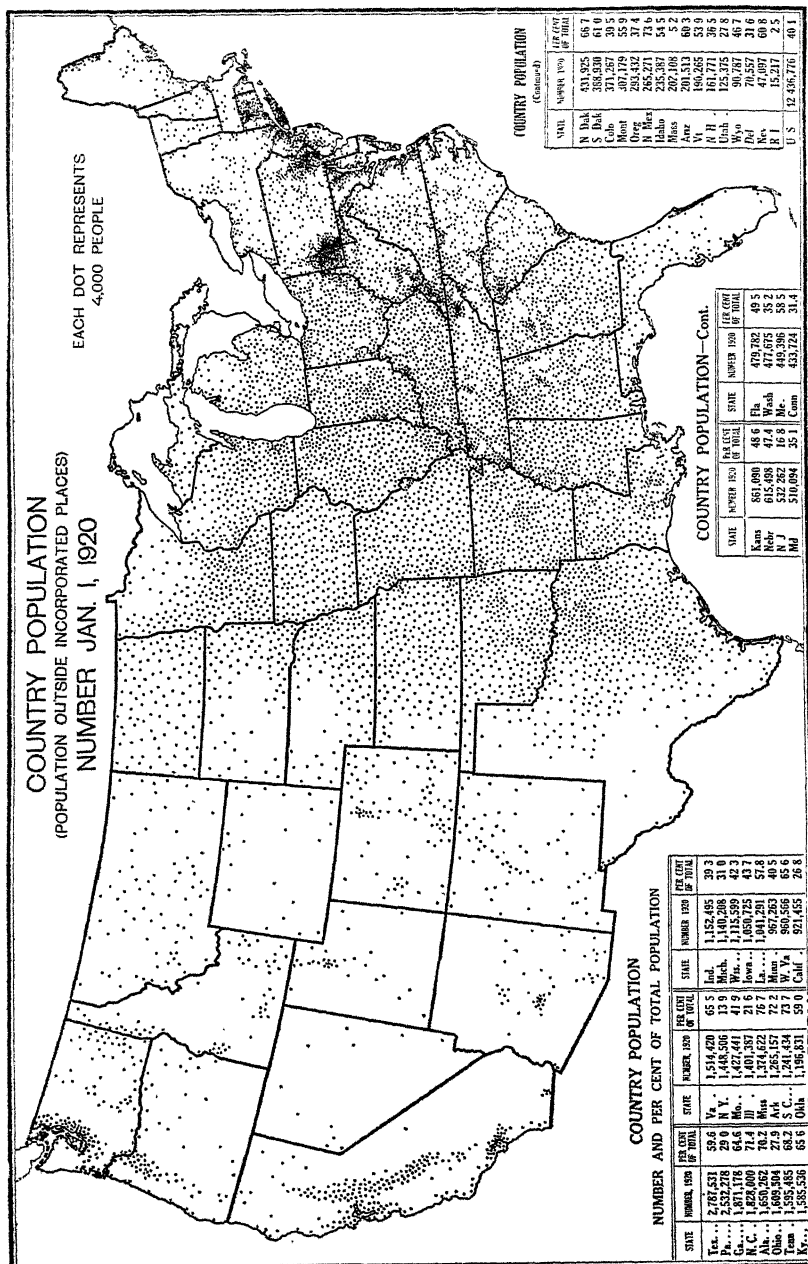 COUNTRY POPULATION
(POPULATION OUTSIDE INCORPORATED PLACES)
NUMBER JAN. 1, 1920
EACH DOT REPRESENTS
4,000 PEOPLE
COUNTRY POPULATION
NUMBER AND PER CENT OF TOTAL POPULATION
STATE NUMBER, 1920 PER CENT OF TOTAL STATE NUMBER, 1920 PER CENT OF TOTAL STATE NUMBER 1920 PER CENT OF TOTAL
Tex... 2,787,531 59.6 Va. 1,514,420 65 5 Ind. 1,152,495 39 3
Pa... 2,532,278 29 0 N Y. 1,448,506 13 9 Mich. 1,140,208 31 0
Ga... 1,871,178 64 6 Mo.. 1,427,441 41 9 Wis... 1,115,599 42 3
N. C. 1,828,000 71.4 Ill . 1,401,387 21 6 Iowa... 1,050,725 43 7
Ala... 1,650,262 70.2 Miss 1,374,622 76 7 La.... 1,041,291 57.8
Ohio.. 1,609,504 27.9 Ark 1,265,157 72 2 Minn 967,263 40 5
Tenn 1,595,485 68.2 S C... 1,241,434 73 7 W. Va 960,566 65 6
Ky... 1,585,536 65 6 Okla 1,196,831 59 0 Calif 921,455 26 8
COUNTRY POPULATION—Cont.
STATE NUMBER 1920 PER CENT OF TOTAL STATE NUMBER 1920 PER CENT OF TOTAL
Kans 861,090 48 6 Fla 479,782 49 5
Nebr 615,498 47.4 Wash 477,675 35 2
N J 532 262 16 8 Me. 449,396 58 5
Md 510,094 35 1 Conn 433,724 31.4
COUNTRY POPULATION
(Continued)
STATE NUMBER 1920 PER CENT OF TOTAL
N Dak 431,925 66 7
S Dak 388,930 61 0
Colo 371,267 39 5
Mont 307,179 55 9
Oreg 293,432 37 4
N Mex 265,271 73 6
Idaho 235,387 54 5
Mass 202,108 5 2
Ariz 201,513 60 3
Vt 190,265 53 9
N H 161,771 36 5
Utah 125,375 27 8
Wyo 90,787 46 7
Del 70,557 31 6
Nev 47,097 60 8
R I 15,217 2 5
U S 42 436,776 40 1